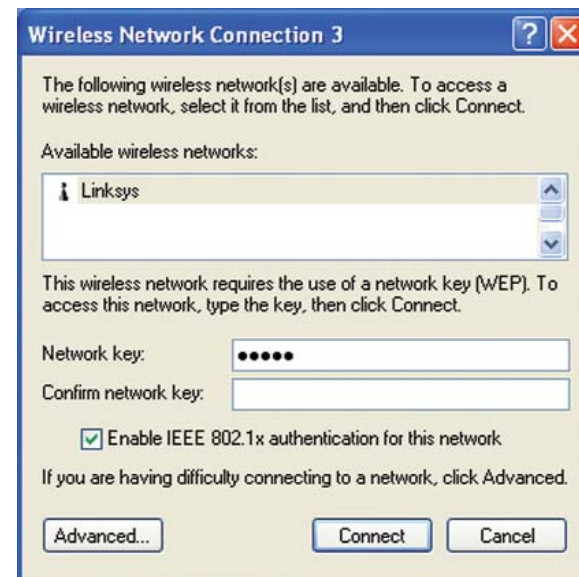 Wireless Network Connection 3
The following wireless network(s) are available. To access a
wireless network, select it from the list, and then click Connect.
Available wireless networks:
Linksys
This wireless network requires the use of a network key (WEP). To
access this network, type the key, then click Connect.
Network key: •••••
Confirm network key:
Enable IEEE 802.1x authentication for this network
If you are having difficulty connecting to a network, click Advanced.
Advanced... Connect Cancel